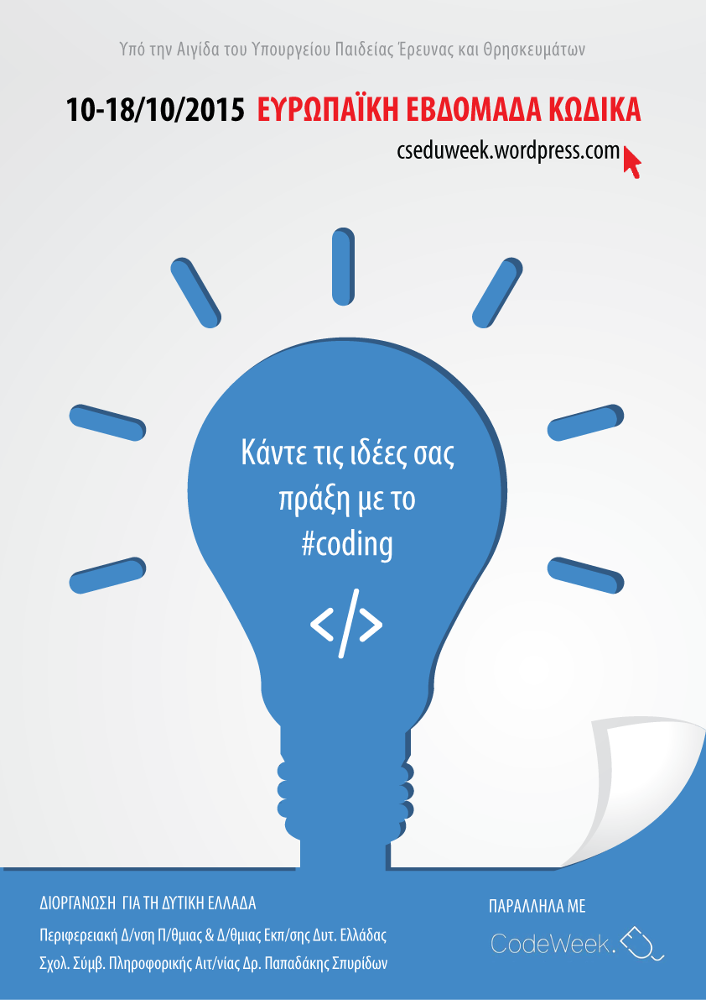 Υπό την Αιγίδα του Υπουργείου Παιδείας Έρευνας και Θρησκευμάτων
10-18/10/2015 ΕΥΡΩΠΑΪΚΗ ΕΒΔΟΜΑΔΑ ΚΩΔΙΚΑ
cseduweek.wordpress.com
Κάντε τις ιδέες σας
πράξη με το
#coding
</>
ΔΙΟΡΓΑΝΩΣΗ ΓΙΑ ΤΗ ΔΥΤΙΚΗ ΕΛΛΑΔΑ
Περιφερειακή Δ/νση Π/θμιας & Δ/θμιας Εκπ/σης Δυτ. Ελλάδας
Σχολ. Σύμβ. Πληροφορικής Αιτ/νίας Δρ. Παπαδάκης Σπυρίδων
ΠΑΡΑΛΛΗΛΑ ΜΕ
CodeWeek.EU